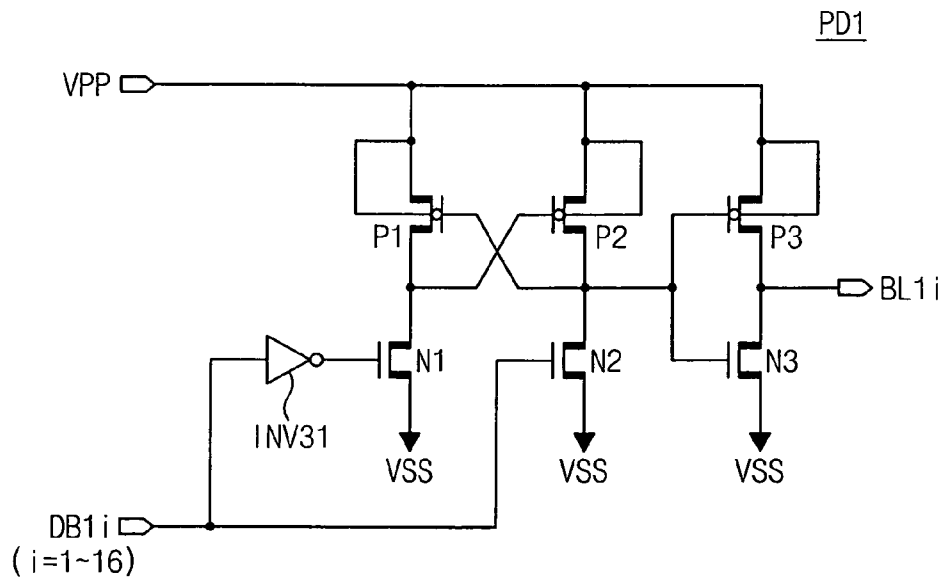 PD1
VPP
P1
P2
P3
BL1i
N1
N2
N3
INV31
VSS
VSS
VSS
DB1i
(i=1~16)